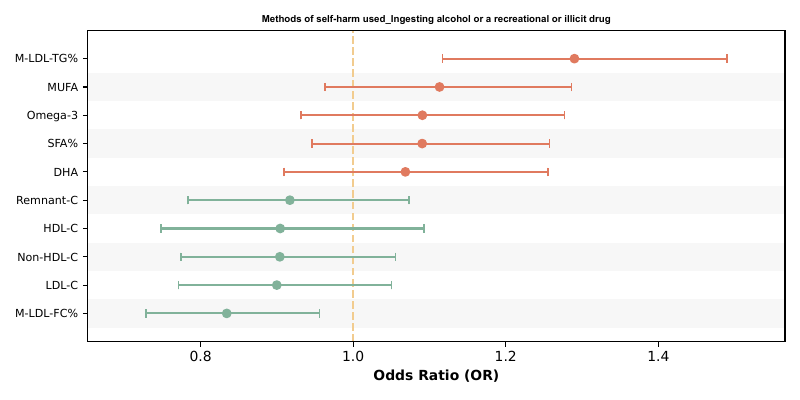 Methods of self-harm used_Ingesting alcohol or a recreational or illicit drug
M-LDL-TG%
MUFA
Omega-3
SFA%
DHA
Remnant-C
HDL-C
Non-HDL-C
LDL-C
M-LDL-FC%
0.8 1.0 1.2 1.4
Odds Ratio (OR)